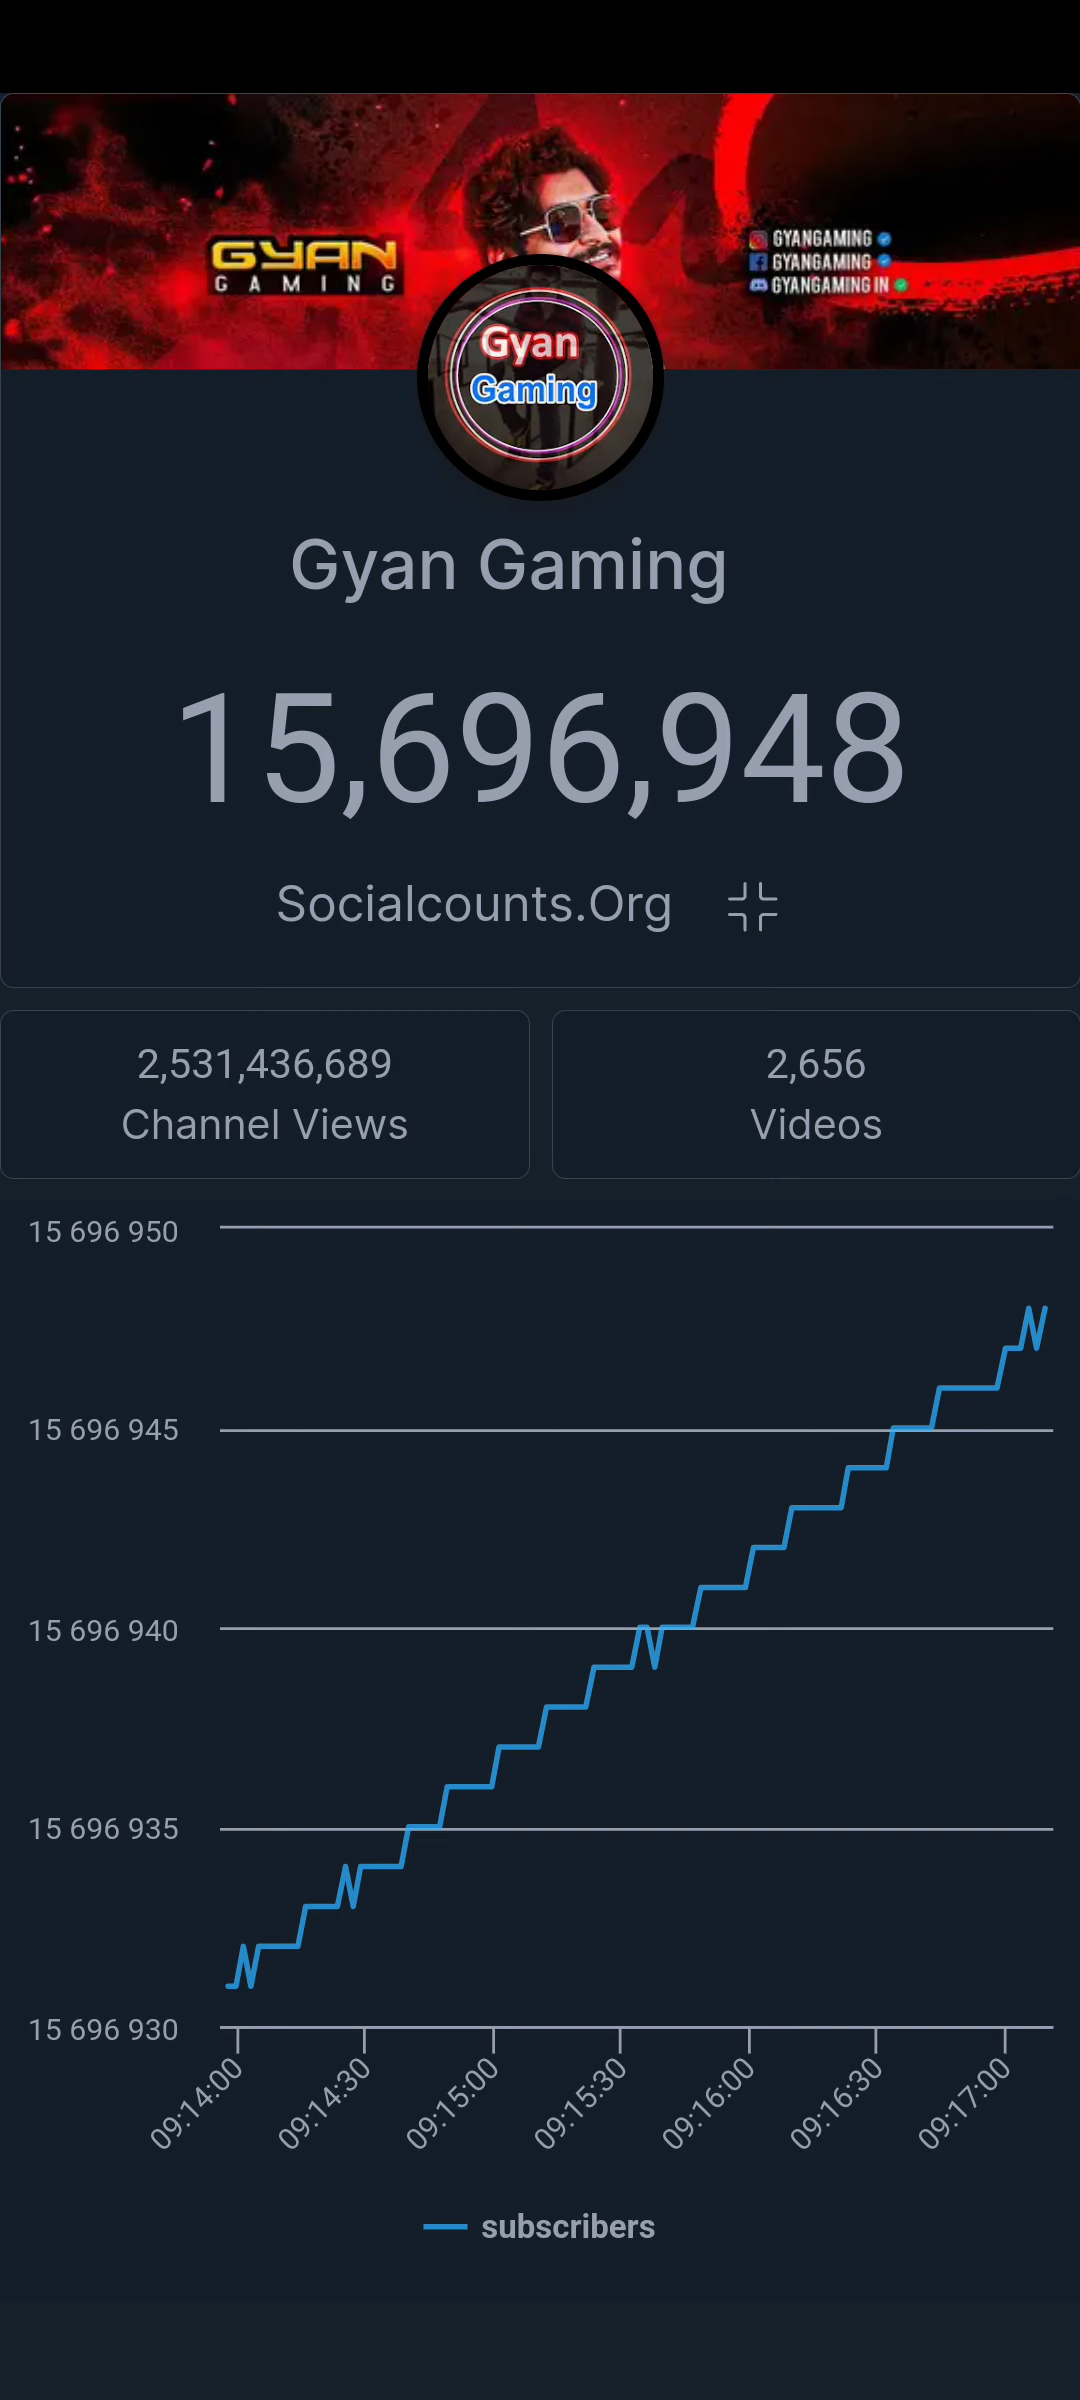 GYAN
GAMING
GYANGAMING
GYANGAMING
GYANGAMING IN
Gyan
Gaming
Gyan Gaming
15,696,948
Socialcounts.Org
2,531,436,689
Channel Views
2,656
Videos
15 696 950
15 696 945
15 696 940
15 696 935
15 696 930
09:14:00
09:14:30
09:15:00
09:15:30
09:16:00
09:16:30
09:17:00
subscribers